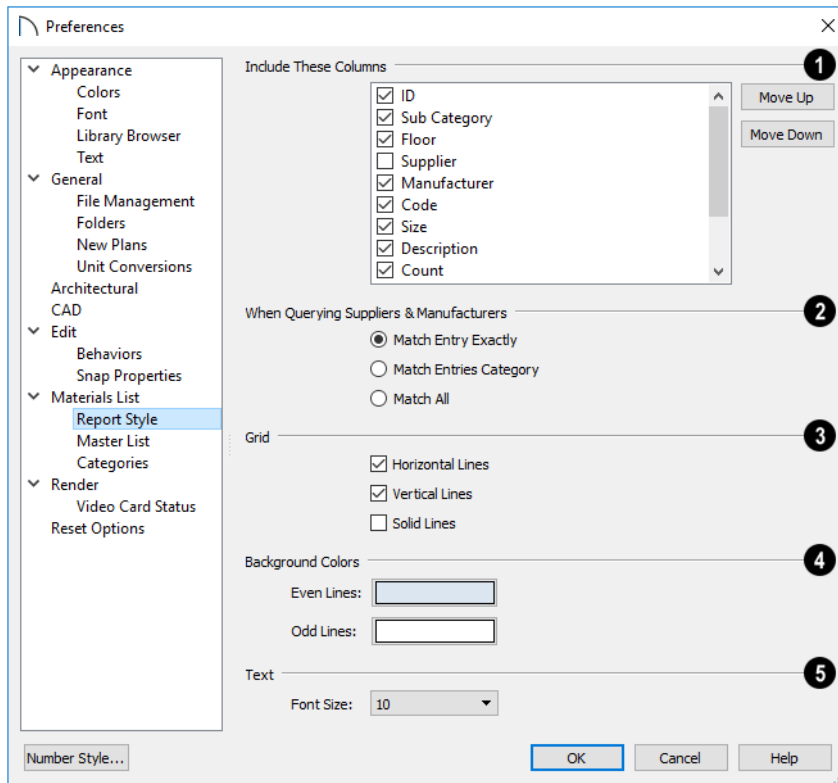 Preferences
Appearance
Colors
Font
Library Browser
Text
General
File Management
Folders
New Plans
Unit Conversions
Architectural
CAD
Edit
Behaviors
Snap Properties
Materials List
Report Style
Master List
Categories
Render
Video Card Status
Reset Options
Include These Columns
1
ID
Sub Category
Floor
Supplier
Manufacturer
Code
Size
Description
Count
Move Up
Move Down
When Querying Suppliers & Manufacturers
2
Match Entry Exactly
Match Entries Category
Match All
Grid
3
Horizontal Lines
Vertical Lines
Solid Lines
Background Colors
4
Even Lines:
Odd Lines:
Text
5
Font Size: 10
Number Style...
OK
Cancel
Help